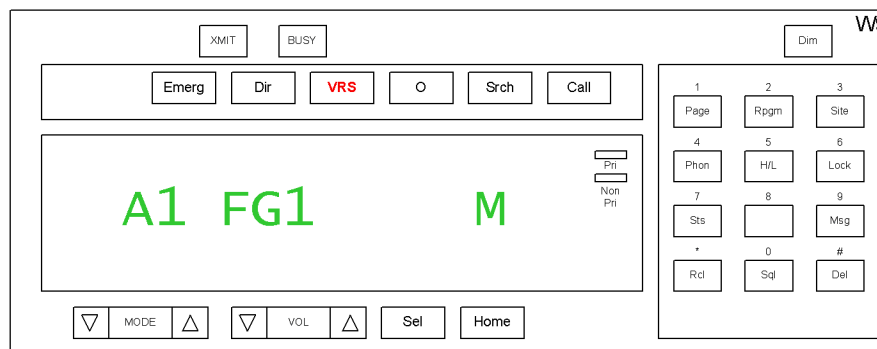 XMIT BUSY Dim
Emerg Dir VRS O Srch Call
A1 FG1 M
Pri
Non
Pri
MODE VOL Sel Home
1 2 3
Page Rpgm Site
4 5 6
Phon H/L Lock
7 8 9
Sts Msg
* 0 #
Rcl Sql Del